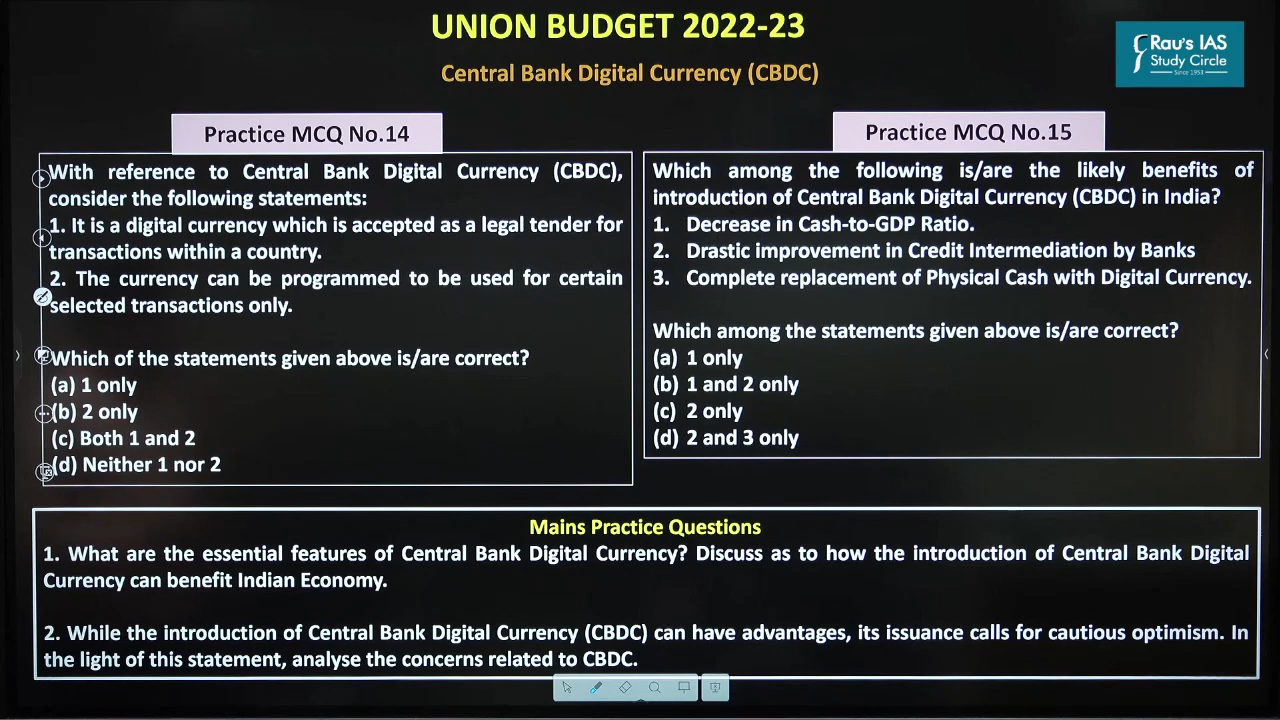 UNION BUDGET 2022-23
Central Bank Digital Currency (CBDC)
Rau's IAS
Study Circle
Since 1953
Practice MCQ No.14
With reference to Central Bank Digital Currency (CBDC),
consider the following statements:
1. It is a digital currency which is accepted as a legal tender for
transactions within a country.
2. The currency can be programmed to be used for certain
selected transactions only.
Which of the statements given above is/are correct?
(a) 1 only
(b) 2 only
(c) Both 1 and 2
(d) Neither 1 nor 2
Practice MCQ No.15
Which among the following is/are the likely benefits of
introduction of Central Bank Digital Currency (CBDC) in India?
1. Decrease in Cash-to-GDP Ratio.
2. Drastic improvement in Credit Intermediation by Banks
3. Complete replacement of Physical Cash with Digital Currency.
Which among the statements given above is/are correct?
(a) 1 only
(b) 1 and 2 only
(c) 2 only
(d) 2 and 3 only
Mains Practice Questions
1. What are the essential features of Central Bank Digital Currency? Discuss as to how the introduction of Central Bank Digital
Currency can benefit Indian Economy.
2. While the introduction of Central Bank Digital Currency (CBDC) can have advantages, its issuance calls for cautious optimism. In
the light of this statement, analyse the concerns related to CBDC.